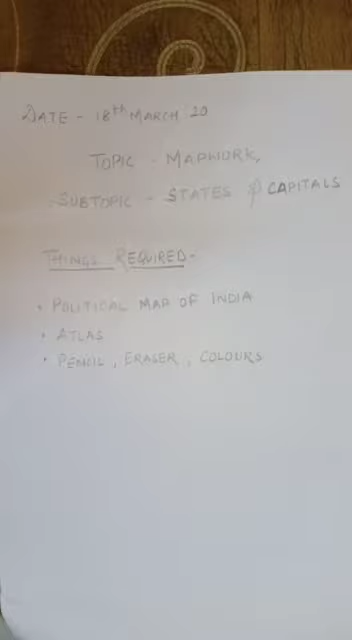 DATE - 18th MARCH '20
TOPIC - MAPWORK,
SUBTOPIC - STATES & CAPITALS
THINGS REQUIRED -
• POLITICAL MAP OF INDIA
• ATLAS
• PENCIL, ERASER, COLOURS